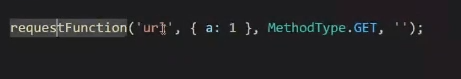 requestFunction('url', { a: 1 }, MethodType.GET, '');